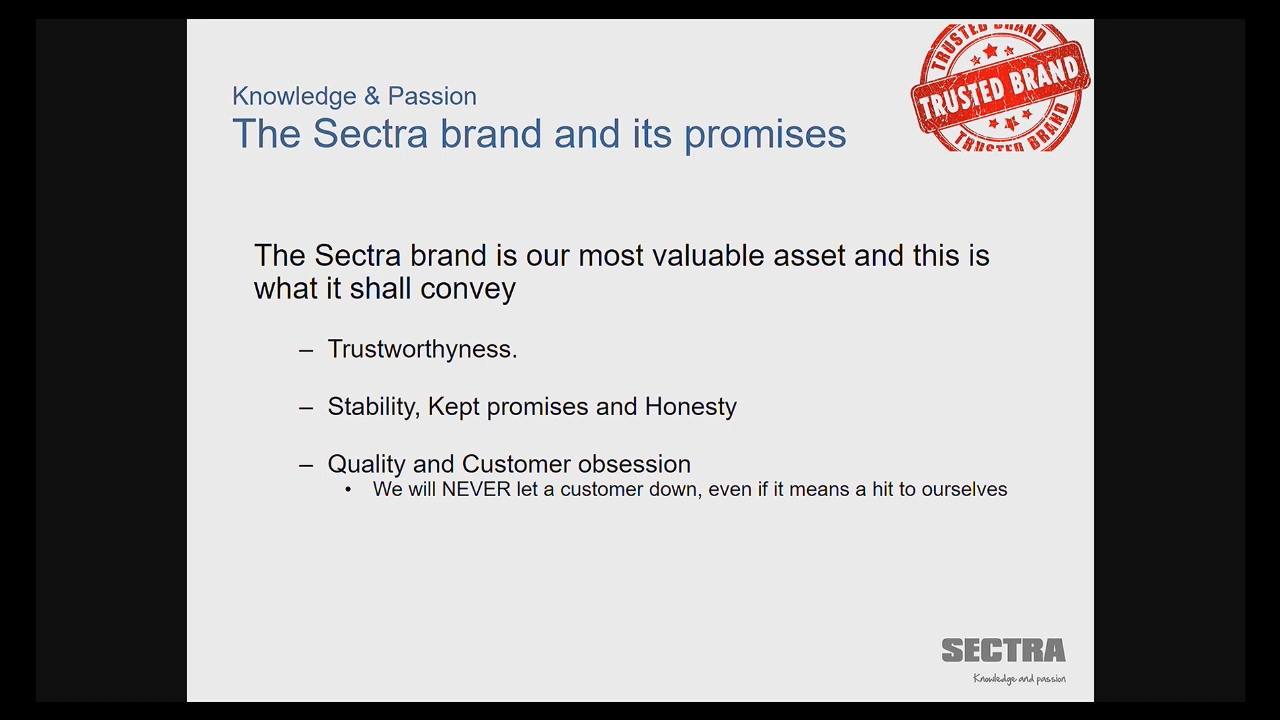 TRUSTED BRAND
TRUSTED BRAND
TRUSTED BRAND
Knowledge & Passion
The Sectra brand and its promises
The Sectra brand is our most valuable asset and this is
what it shall convey
– Trustworthyness.
– Stability, Kept promises and Honesty
– Quality and Customer obsession
• We will NEVER let a customer down, even if it means a hit to ourselves
SECTRA
Knowledge and passion